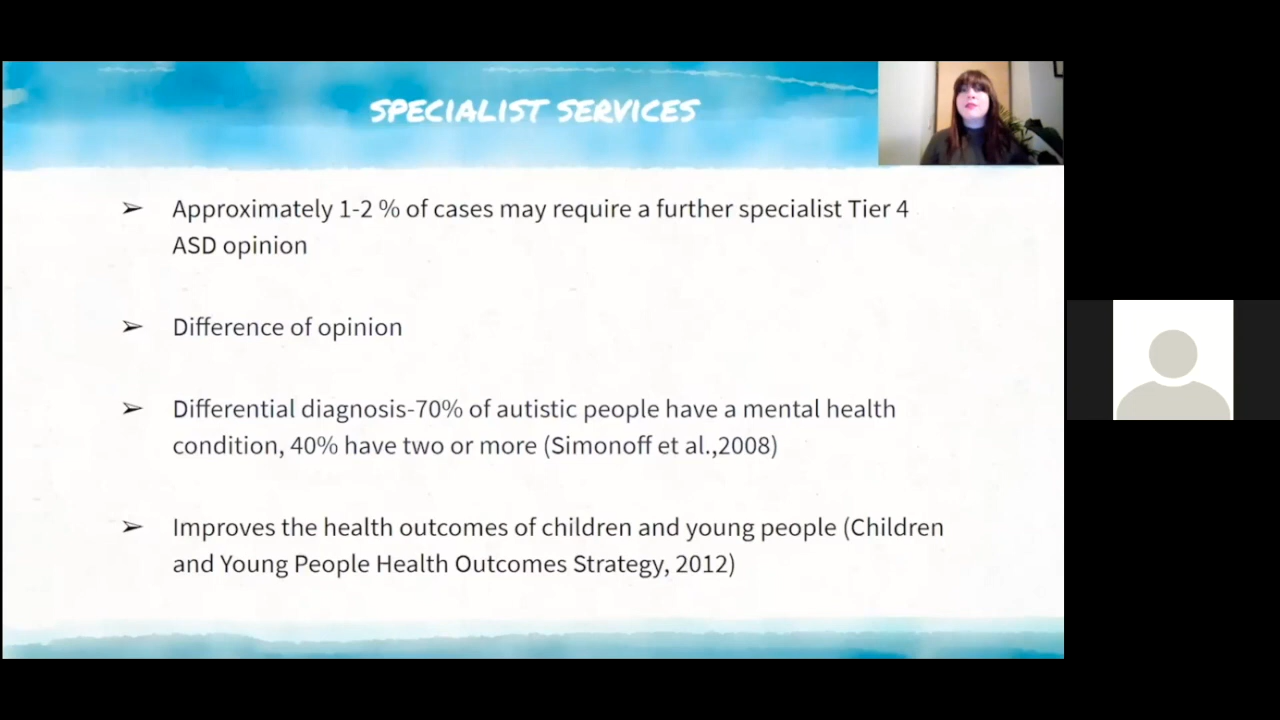 SPECIALIST SERVICES
➢ Approximately 1-2 % of cases may require a further specialist Tier 4
ASD opinion
➢ Difference of opinion
➢ Differential diagnosis-70% of autistic people have a mental health
condition, 40% have two or more (Simonoff et al.,2008)
➢ Improves the health outcomes of children and young people (Children
and Young People Health Outcomes Strategy, 2012)